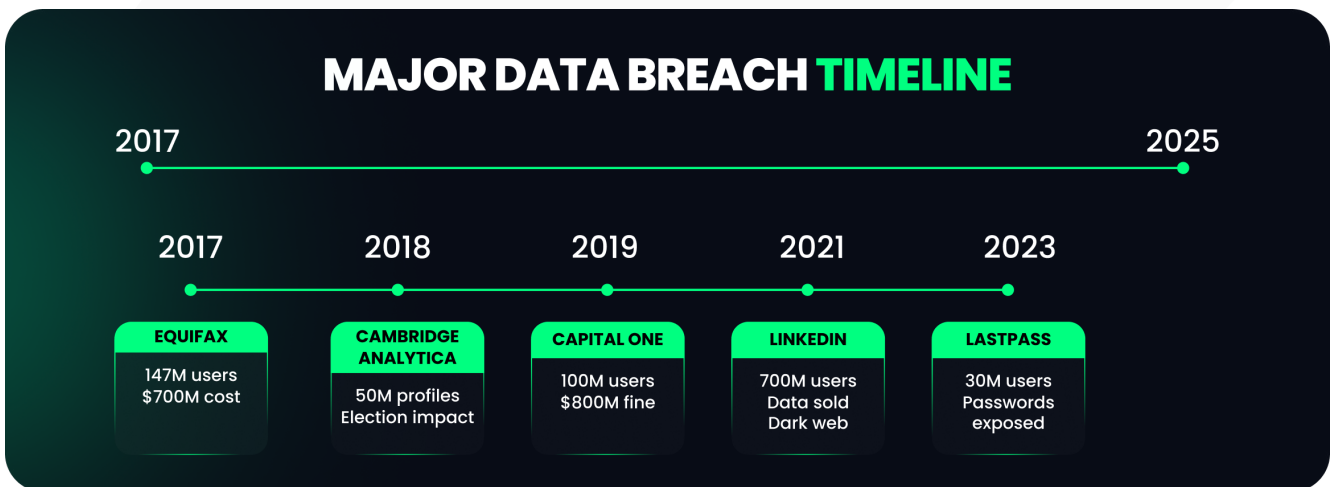 MAJOR DATA BREACH TIMELINE
2017 2025
2017 2018 2019 2021 2023
EQUIFAX
147M users
$700M cost
CAMBRIDGE
ANALYTICA
50M profiles
Election impact
CAPITAL ONE
100M users
$800M fine
LINKEDIN
700M users
Data sold
Dark web
LASTPASS
30M users
Passwords
exposed